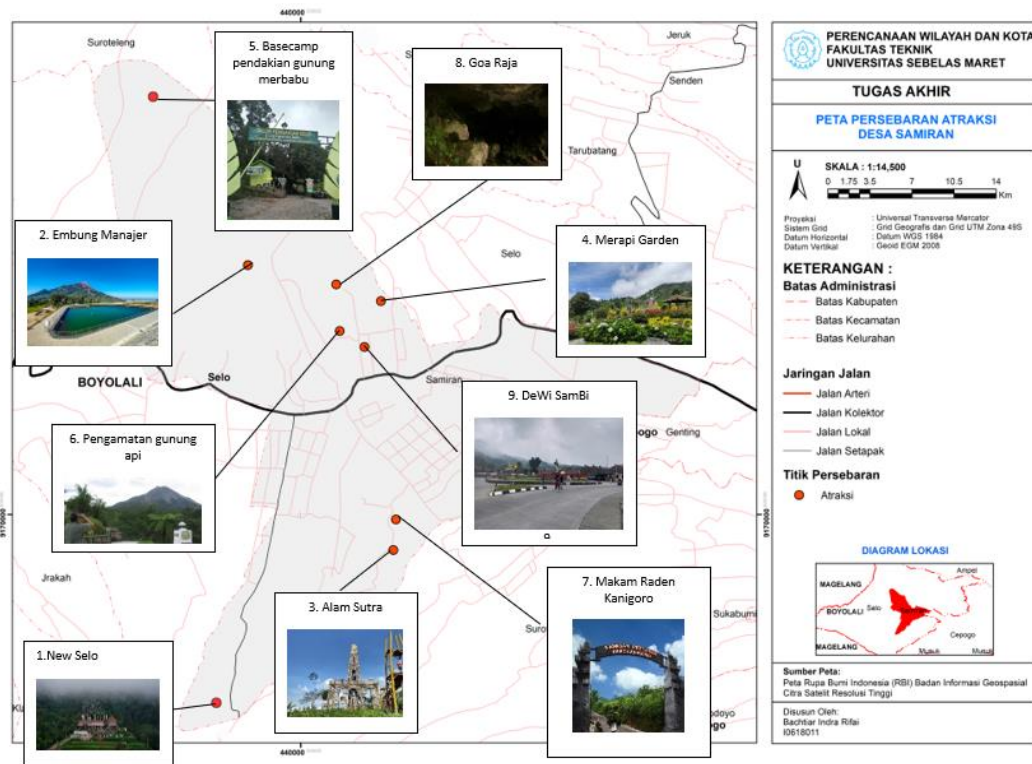 440000
Suroteleng
Jeruk
Senden
Tarubatang
Selo
5. Basecamp
pendakian gunung
merbabu
8. Goa Raja
2. Embung Manajer
4. Merapi Garden
BOYOLALI
Selo
Samiran
9. DeWi SamBi
Genting
6. Pengamatan gunung
api
9170000
9170000
Jrakah
3. Alam Sutra
7. Makam Raden
Kanigoro
Sukabumi
1.New Selo
440000
PERENCANAAN WILAYAH DAN KOTA
FAKULTAS TEKNIK
UNIVERSITAS SEBELAS MARET
TUGAS AKHIR
PETA PERSEBARAN ATRAKSI
DESA SAMIRAN
U
SKALA : 1:14,500
0 1.75 3.5 7 10.5 14
Km
Proyeksi : Universal Transverse Mercator
Sistem Grid : Grid Geografis dan Grid UTM Zona 49S
Datum Horizontal : Datum WGS 1984
Datum Vertikal : Geoid EGM 2008
KETERANGAN :
Batas Administrasi
Batas Kabupaten
Batas Kecamatan
Batas Kelurahan
Jaringan Jalan
Jalan Arteri
Jalan Kolektor
Jalan Lokal
Jalan Setapak
Titik Persebaran
Atraksi
DIAGRAM LOKASI
MAGELANG
Ampel
BOYOLALI
Selo
Cepogo
MAGELANG
Musuk
Sumber Peta:
Peta Rupa Bumi Indonesia (RBI) Badan Informasi Geospasial
Citra Satelit Resolusi Tinggi
Disusun Oleh:
Bachtiar Indra Rifai
I0618011